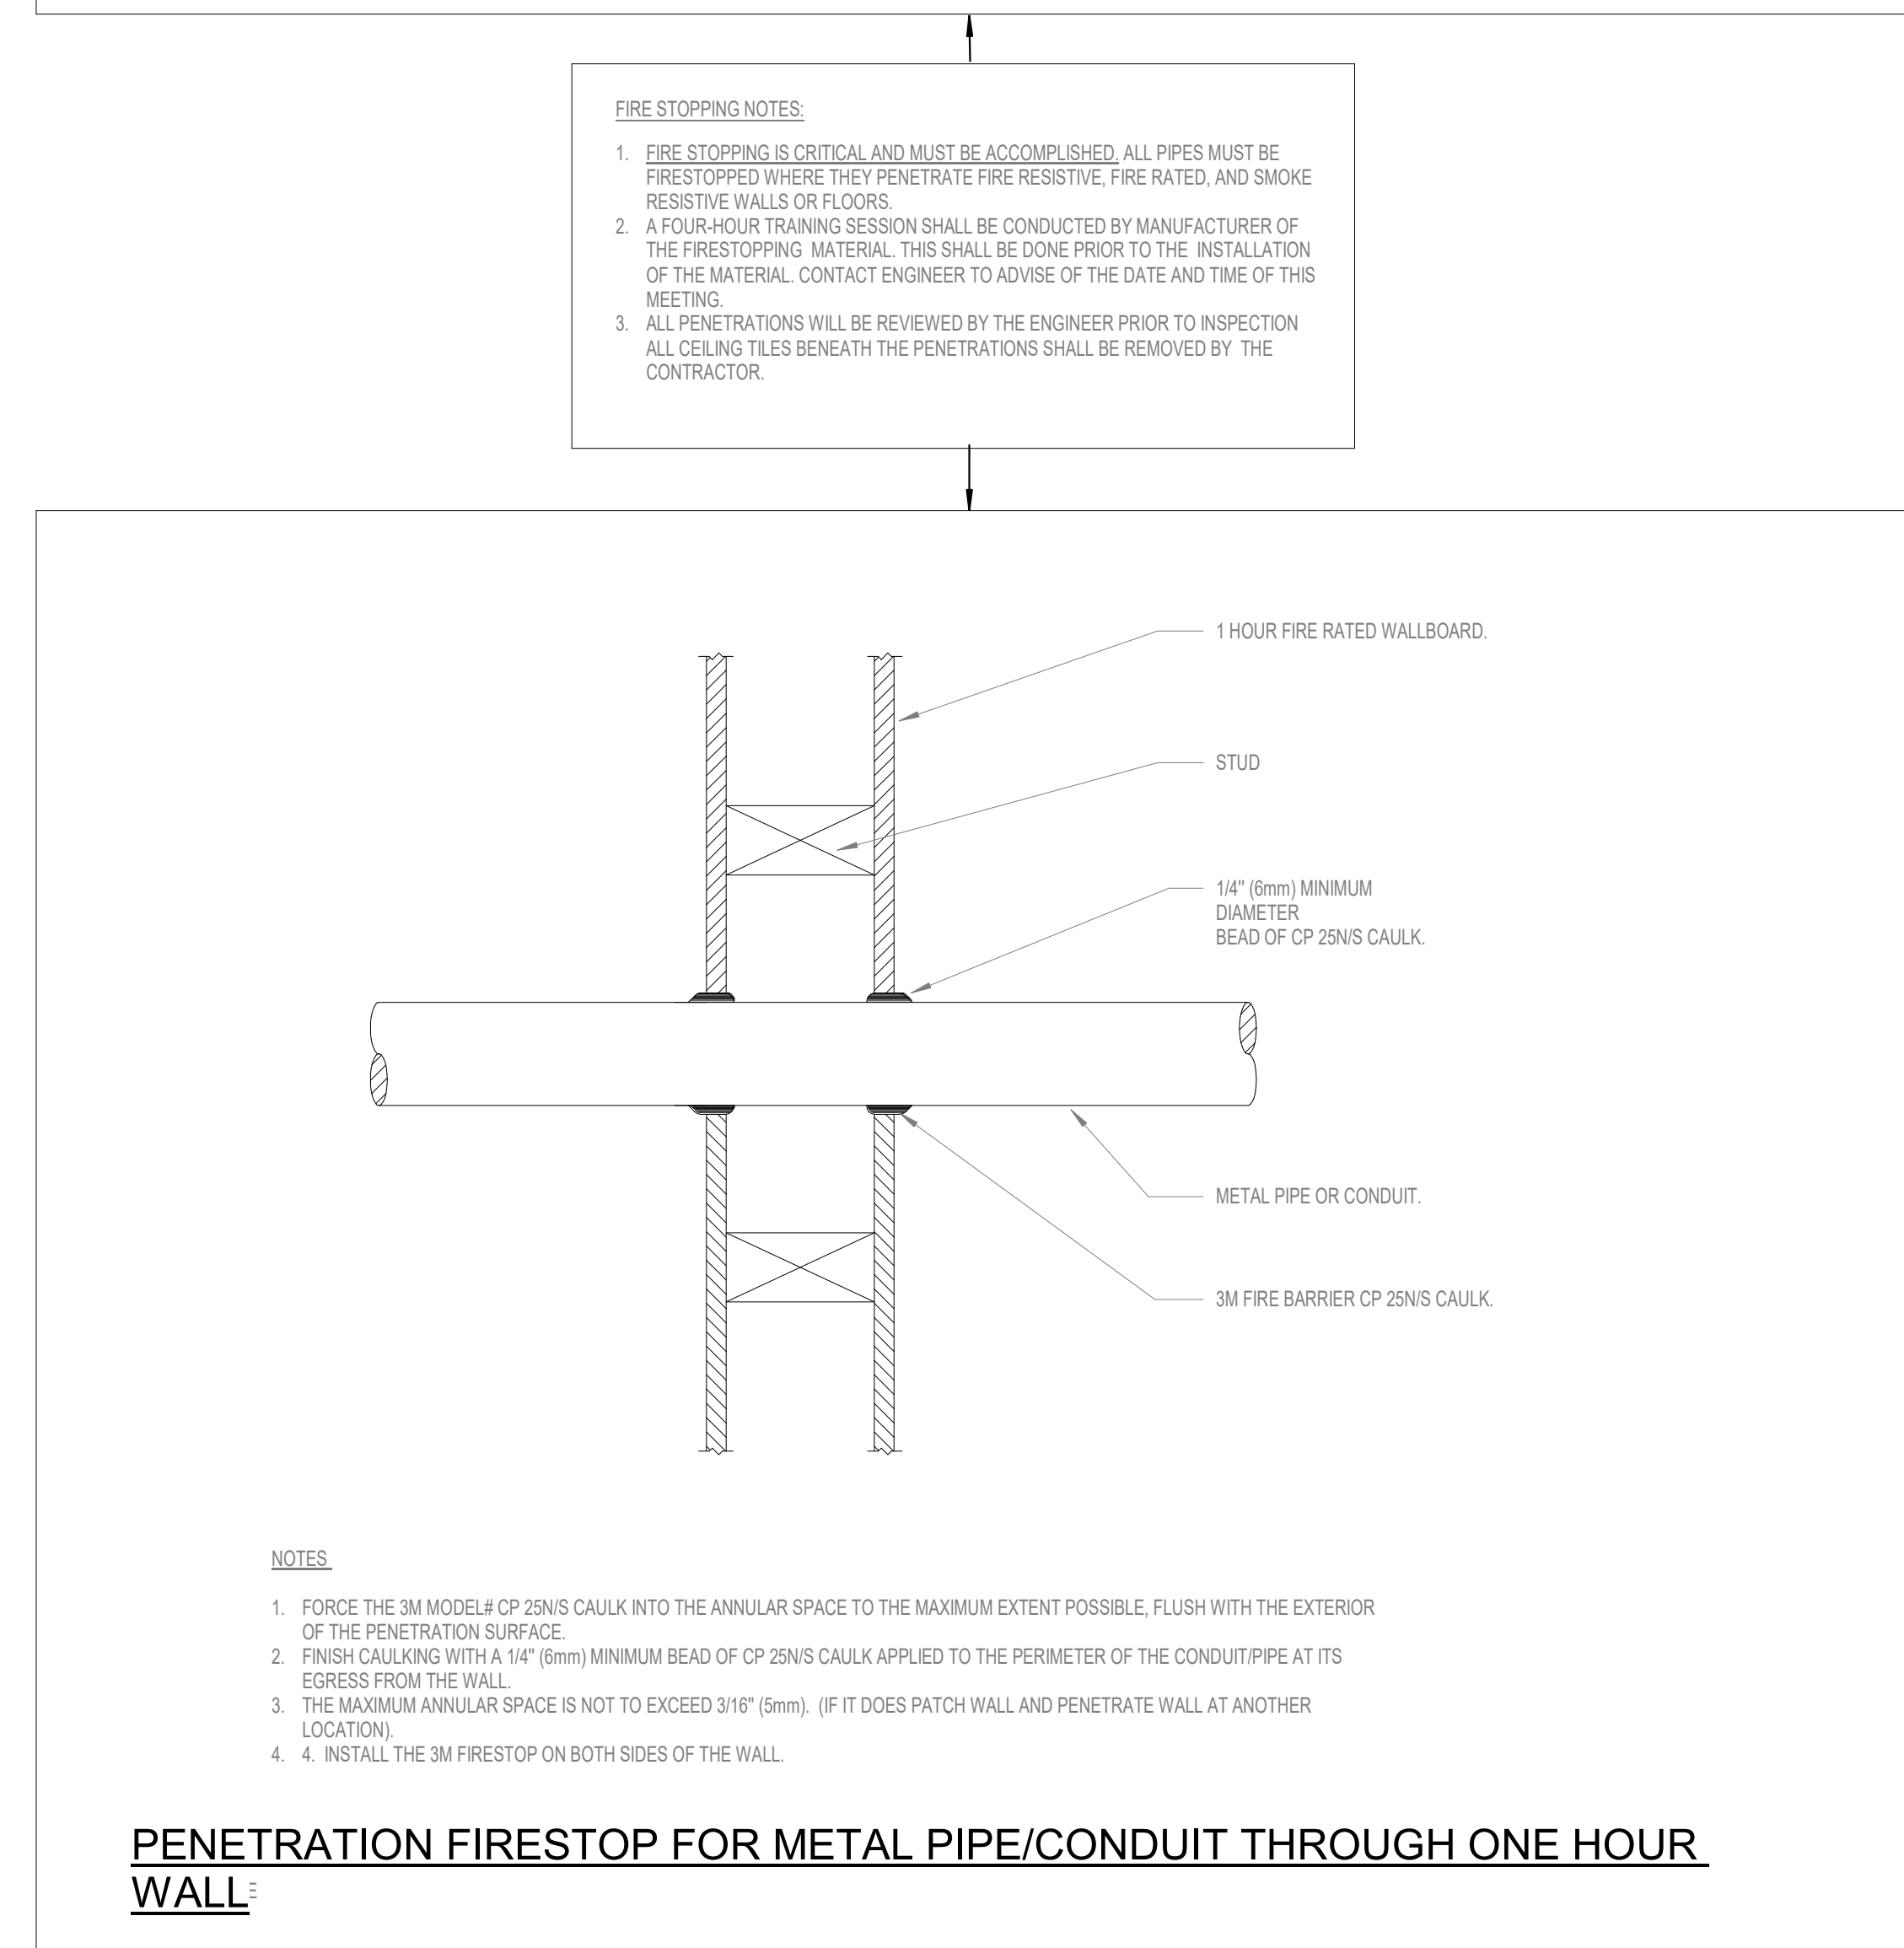 FIRE STOPPING NOTES:
1. FIRE STOPPING IS CRITICAL AND MUST BE ACCOMPLISHED. ALL PIPES MUST BE
FIRESTOPPED WHERE THEY PENETRATE FIRE RESISTIVE, FIRE RATED, AND SMOKE
RESISTIVE WALLS OR FLOORS.
2. A FOUR-HOUR TRAINING SESSION SHALL BE CONDUCTED BY MANUFACTURER OF
THE FIRESTOPPING MATERIAL. THIS SHALL BE DONE PRIOR TO THE INSTALLATION
OF THE MATERIAL. CONTACT ENGINEER TO ADVISE OF THE DATE AND TIME OF THIS
MEETING.
3. ALL PENETRATIONS WILL BE REVIEWED BY THE ENGINEER PRIOR TO INSPECTION
ALL CEILING TILES BENEATH THE PENETRATIONS SHALL BE REMOVED BY THE
CONTRACTOR.
1 HOUR FIRE RATED WALLBOARD.
STUD
1/4" (6mm) MINIMUM
DIAMETER
BEAD OF CP 25N/S CAULK.
METAL PIPE OR CONDUIT.
3M FIRE BARRIER CP 25N/S CAULK.
NOTES
1. FORCE THE 3M MODEL# CP 25N/S CAULK INTO THE ANNULAR SPACE TO THE MAXIMUM EXTENT POSSIBLE, FLUSH WITH THE EXTERIOR
OF THE PENETRATION SURFACE.
2. FINISH CAULKING WITH A 1/4" (6mm) MINIMUM BEAD OF CP 25N/S CAULK APPLIED TO THE PERIMETER OF THE CONDUIT/PIPE AT ITS
EGRESS FROM THE WALL.
3. THE MAXIMUM ANNULAR SPACE IS NOT TO EXCEED 3/16" (5mm). (IF IT DOES PATCH WALL AND PENETRATE WALL AT ANOTHER
LOCATION).
4. 4. INSTALL THE 3M FIRESTOP ON BOTH SIDES OF THE WALL.
PENETRATION FIRESTOP FOR METAL PIPE/CONDUIT THROUGH ONE HOUR
WALL